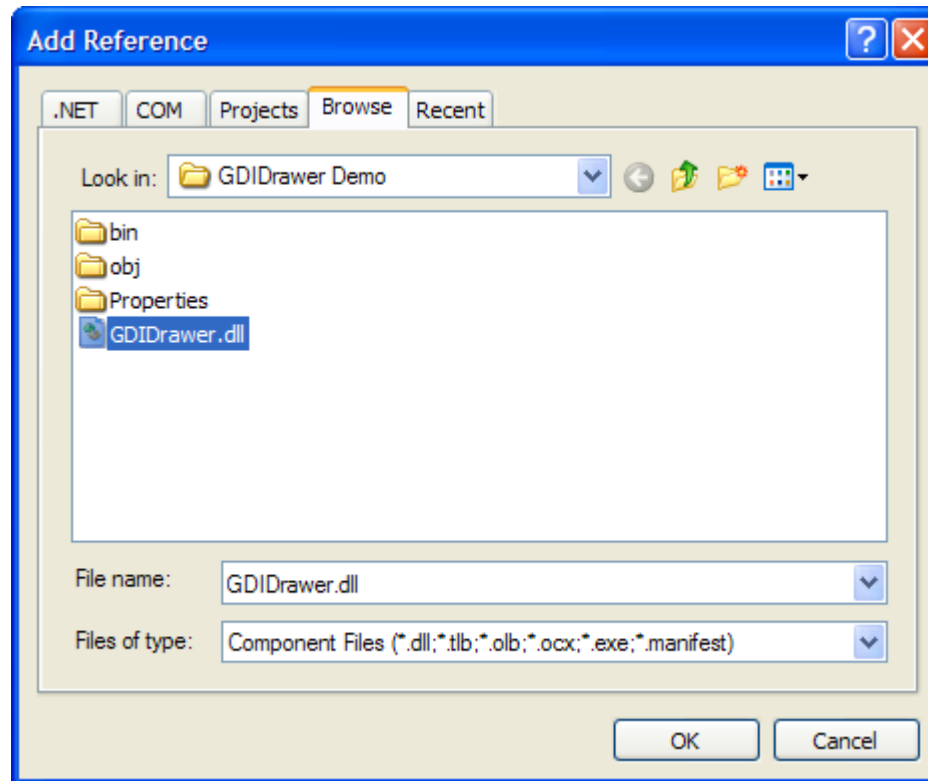 Add Reference
.NET COM Projects Browse Recent
Look in: GDIDrawer Demo
bin
obj
Properties
GDIDrawer.dll
File name: GDIDrawer.dll
Files of type: Component Files (*.dll;*.tlb;*.olb;*.ocx;*.exe;*.manifest)
OK Cancel